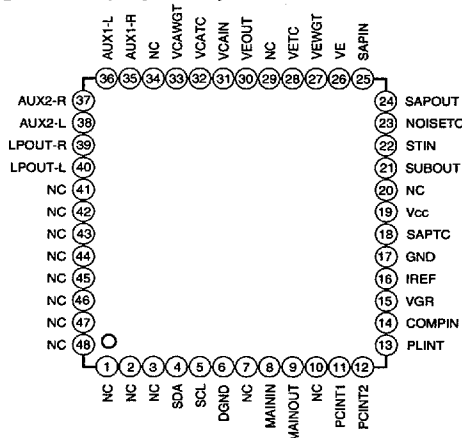 AUX1-L
AUX1-R
NC
VCAWGT
VCATC
VCAIN
VEOUT
NC
VETC
VEWGT
VE
SAPIN
36 35 34 33 32 31 30 29 28 27 26 25
AUX2-R 37
AUX2-L 38
LPOUT-R 39
LPOUT-L 40
NC 41
NC 42
NC 43
NC 44
NC 45
NC 46
NC 47
NC 48
24 SAPOUT
23 NOISETC
22 STIN
21 SUBOUT
20 NC
19 Vcc
18 SAPTC
17 GND
16 IREF
15 VGR
14 COMPIN
13 PLINT
1 2 3 4 5 6 7 8 9 10 11 12
NC
NC
NC
SDA
SCL
DGND
NC
MAININ
MAINOUT
NC
PCINT1
PCINT2